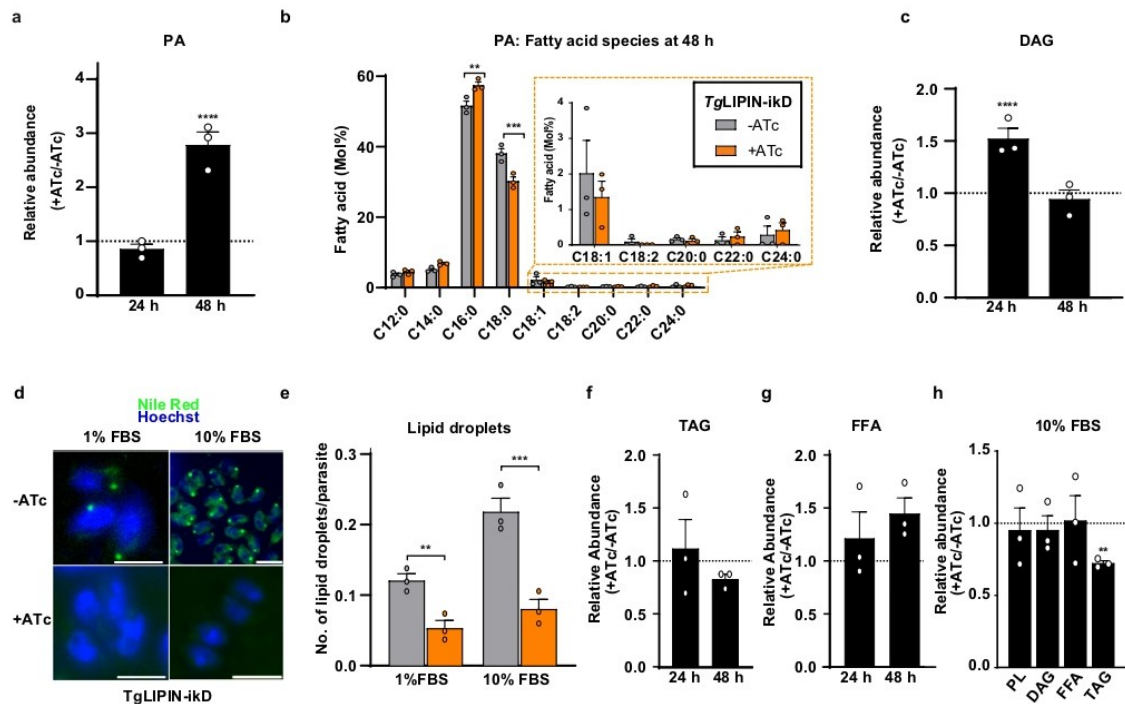 a
PA
Relative abundance
(+ATc/-ATc)
4
3
2
1
0
****
24 h
48 h
b
PA: Fatty acid species at 48 h
Fatty acid (Mol%)
60
40
20
0
**
***
C12:0
C14:0
C16:0
C18:0
C18:1
C18:2
C20:0
C22:0
C24:0
Fatty acid (Mol%)
4
3
2
1
0
C18:1
C18:2
C20:0
C22:0
C24:0
TgLIPIN-ikD
-ATc
+ATc
c
DAG
Relative abundance
(+ATc/-ATc)
2.0
1.5
1.0
0.5
0.0
****
24 h
48 h
d
Nile Red
Hoechst
1% FBS
10% FBS
-ATc
+ATc
TgLIPIN-ikD
e
Lipid droplets
No. of lipid droplets/parasite
0.3
0.2
0.1
0.0
**
***
1%FBS
10% FBS
f
TAG
Relative Abundance
(+ATc/-ATc)
2.0
1.5
1.0
0.5
0.0
24 h
48 h
g
FFA
Relative Abundance
(+ATc/-ATc)
2.0
1.5
1.0
0.5
0.0
24 h
48 h
h
10% FBS
Relative Abundance
(+ATc/-ATc)
1.5
1.0
0.5
0.0
**
PL
DAG
FFA
TAG